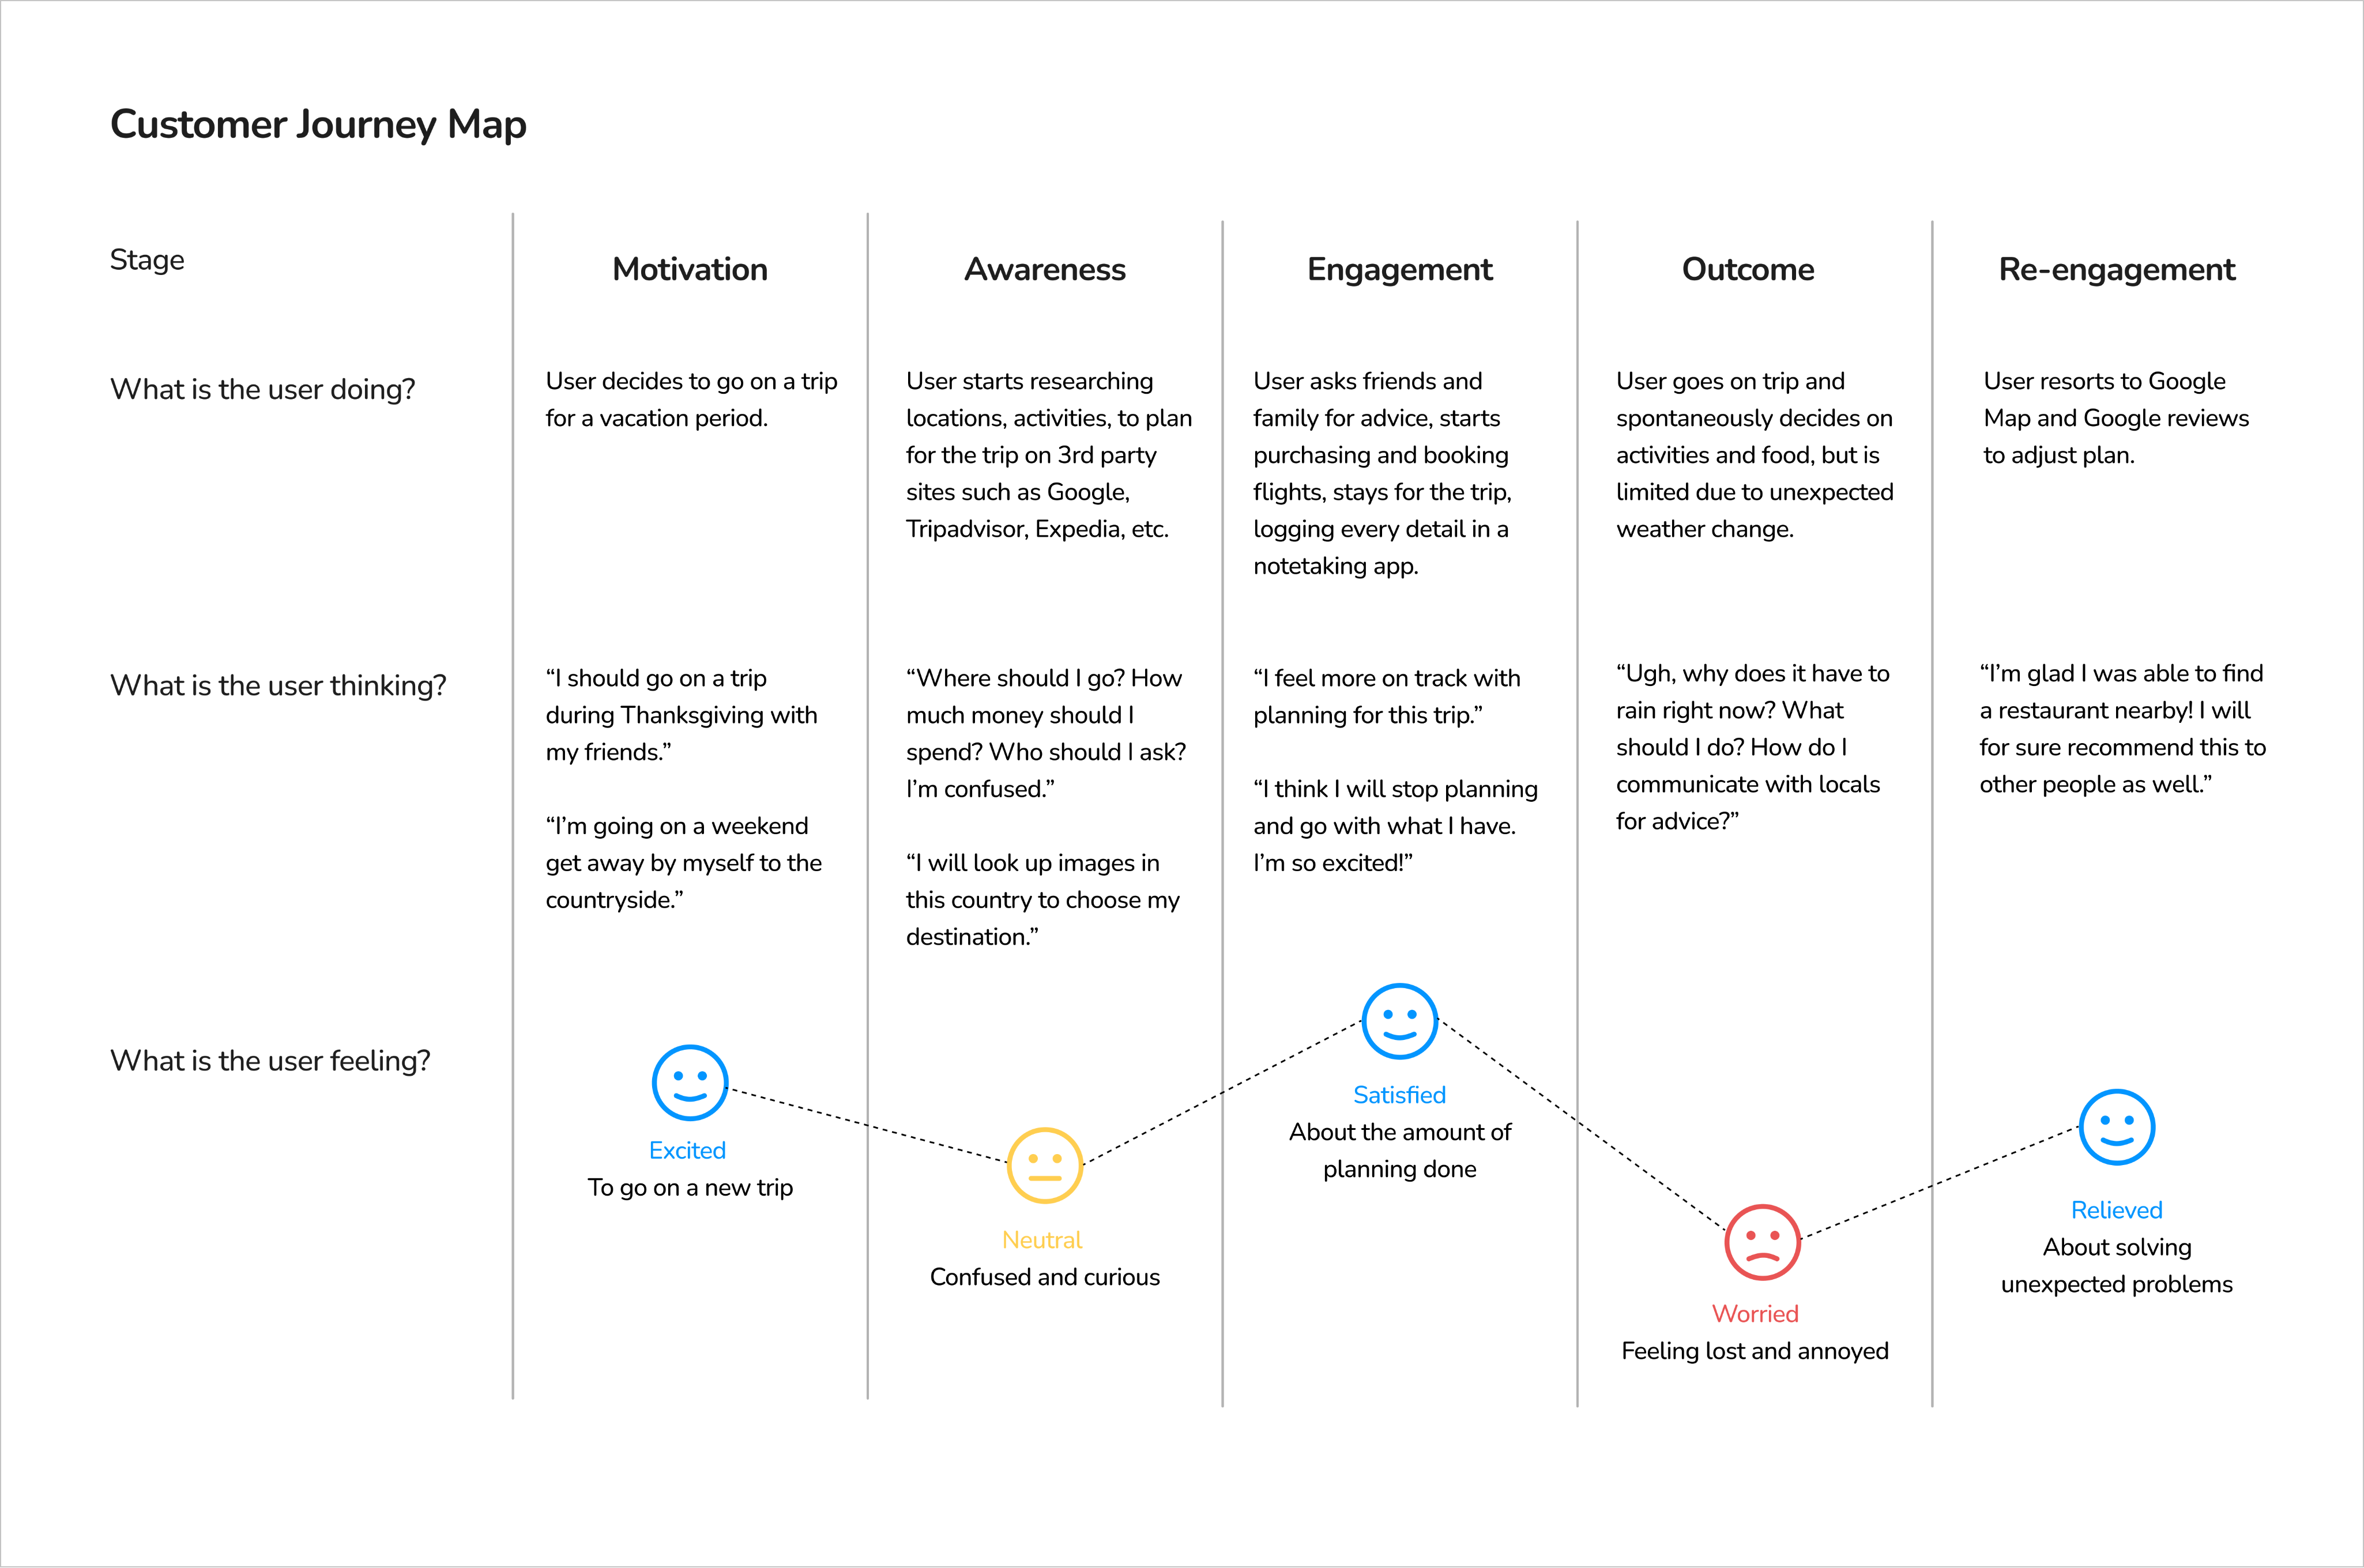 Customer Journey Map
Stage
Motivation
Awareness
Engagement
Outcome
Re-engagement
What is the user doing?
User decides to go on a trip
for a vacation period.
User starts researching
locations, activities, to plan
for the trip on 3rd party
sites such as Google,
Tripadvisor, Expedia, etc.
User asks friends and
family for advice, starts
purchasing and booking
flights, stays for the trip,
logging every detail in a
notetaking app.
User goes on trip and
spontaneously decides on
activities and food, but is
limited due to unexpected
weather change.
User resorts to Google
Map and Google reviews
to adjust plan.
What is the user thinking?
“I should go on a trip
during Thanksgiving with
my friends.”
“I’m going on a weekend
get away by myself to the
countryside.”
“Where should I go? How
much money should I
spend? Who should I ask?
I’m confused.”
“I will look up images in
this country to choose my
destination.”
“I feel more on track with
planning for this trip.”
“I think I will stop planning
and go with what I have.
I’m so excited!”
“Ugh, why does it have to
rain right now? What
should I do? How do I
communicate with locals
for advice?”
“I’m glad I was able to find
a restaurant nearby! I will
for sure recommend this to
other people as well.”
What is the user feeling?
Excited
To go on a new trip
Neutral
Confused and curious
Satisfied
About the amount of
planning done
Worried
Feeling lost and annoyed
Relieved
About solving
unexpected problems